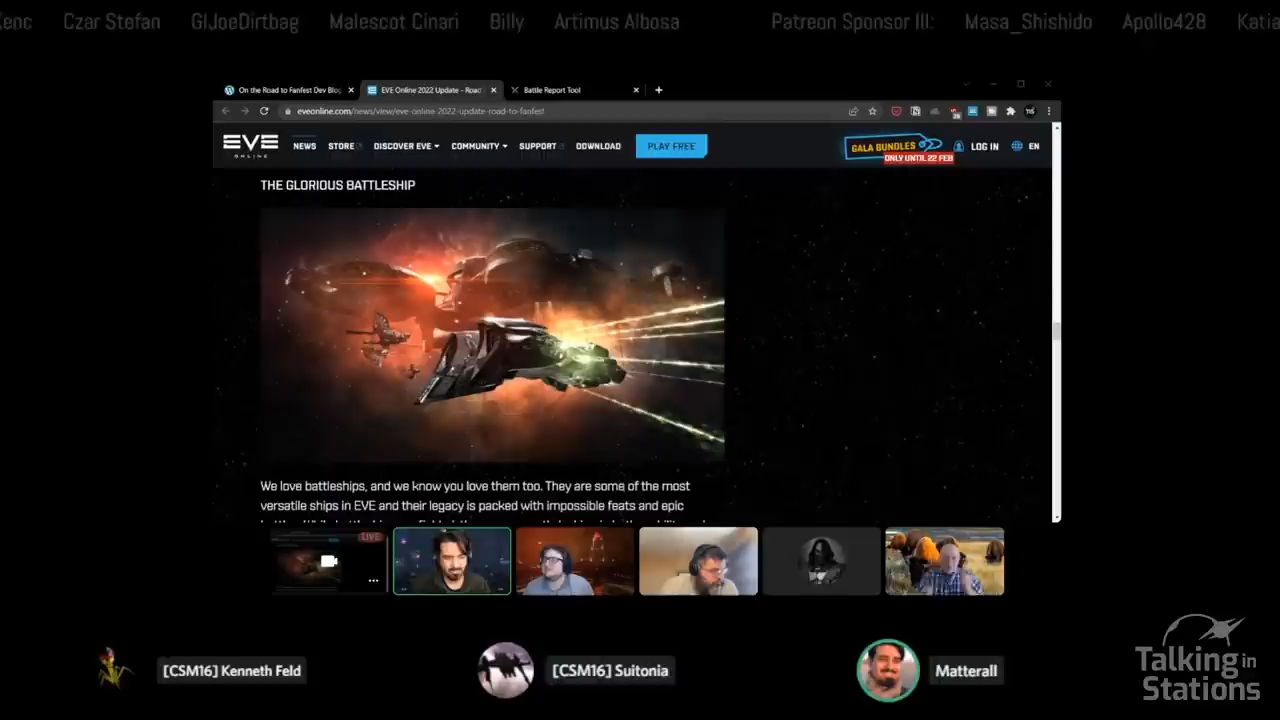 Czar Stefan GIJoeDirtbag Malescot Cinari Billy Artimus Albosa Patreon Sponsor III: Masa_Shishido Apollo428 Katia
On the Road to Fanfest Dev Blog EVE Online 2022 Update - Road Battle Report Tool
eveonline.com/news/view/eve-online-2022-update-road-to-fanfest
EVE ONLINE NEWS STORE DISCOVER EVE COMMUNITY SUPPORT DOWNLOAD PLAY FREE GALA BUNDLES LOG IN EN
ONLY UNTIL 22 FEB
THE GLORIOUS BATTLESHIP
We love battleships, and we know you love them too. They are some of the most
versatile ships in EVE and their legacy is packed with impossible feats and epic
LIVE
[CSM16] Kenneth Feld [CSM16] Suitonia Matterall
Talking in
Stations